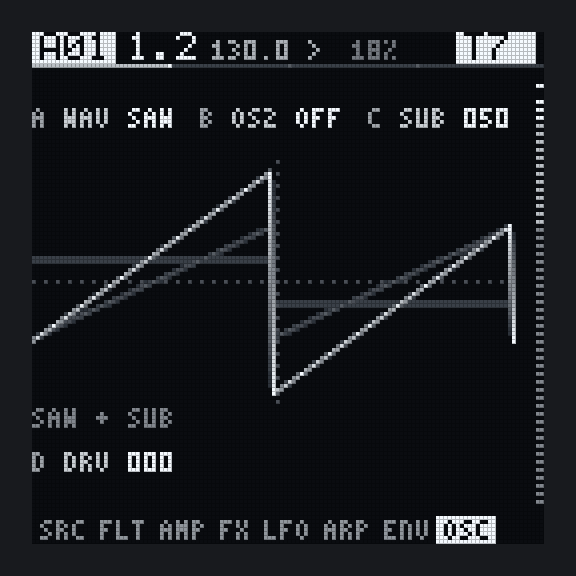 A01 1.2 130.0 > 18% T7
A WAV SAW B OS2 OFF C SUB 050
SAW + SUB
D DRV 000
SRC FLT AMP FX LFO ARP ENV OSC